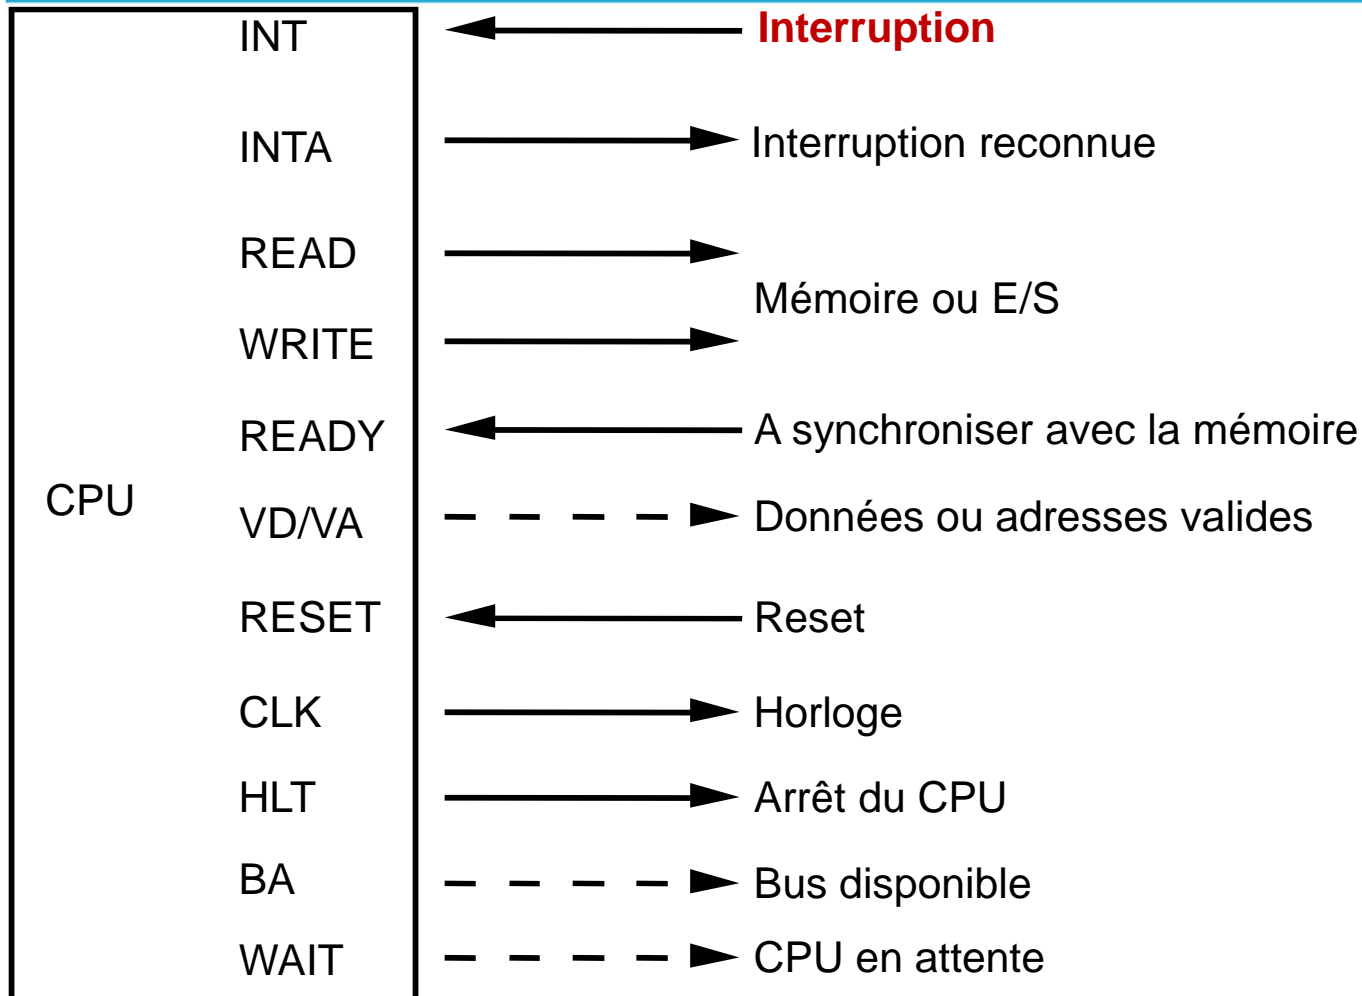 INT Interruption
INTA Interruption reconnue
READ
Mémoire ou E/S
WRITE
READY A synchroniser avec la mémoire
CPU
VD/VA Données ou adresses valides
RESET Reset
CLK Horloge
HLT Arrêt du CPU
BA Bus disponible
WAIT CPU en attente